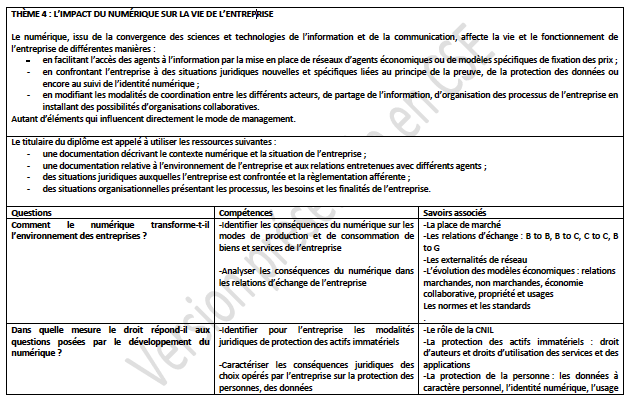 THÈME 4 : L'IMPACT DU NUMÉRIQUE SUR LA VIE DE L'ENTREPRISE
Le numérique, issu de la convergence des sciences et technologies de l'information et de la communication, affecte la vie et le fonctionnement de
l'entreprise de différentes manières :
- en facilitant l'accès des agents à l'information par la mise en place de réseaux d'agents économiques ou de modèles spécifiques de fixation des prix ;
- en confrontant l'entreprise à des situations juridiques nouvelles et spécifiques liées au principe de la preuve, de la protection des données ou
encore au suivi de l'identité numérique ;
- en modifiant les modalités de coordination entre les différents acteurs, de partage de l'information, d'organisation des processus de l'entreprise en
installant des possibilités d'organisations collaboratives.
Autant d'éléments qui influencent directement le mode de management.
Le titulaire du diplôme est appelé à utiliser les ressources suivantes :
- une documentation décrivant le contexte numérique et la situation de l'entreprise ;
- une documentation relative à l'environnement de l'entreprise et aux relations entretenues avec différents agents ;
- des situations juridiques auxquelles l'entreprise est confrontée et la règlementation afférente ;
- des situations organisationnelles présentant les processus, les besoins et les finalités de l'entreprise.
Questions
Compétences
Savoirs associés
Comment le numérique transforme-t-il
l'environnement des entreprises ?
-Identifier les conséquences du numérique sur les
modes de production et de consommation de
biens et services de l'entreprise
-Analyser les conséquences du numérique dans
les relations d'échange de l'entreprise
-La place de marché
-Les relations d'échange : B to B, B to C, C to C, B
to G
-Les externalités de réseau
-L'évolution des modèles économiques : relations
marchandes, non marchandes, économie
collaborative, propriété et usages
Les normes et les standards
.
Dans quelle mesure le droit répond-il aux
questions posées par le développement du
numérique ?
-Identifier pour l'entreprise les modalités
juridiques de protection des actifs immatériels
-Caractériser les conséquences juridiques des
choix opérés par l'entreprise sur la protection des
personnes, des données
-Le rôle de la CNIL
-La protection des actifs immatériels : droit
d'auteurs et droits d'utilisation des services et des
applications
-La protection de la personne : les données à
caractère personnel, l'identité numérique, l'usage